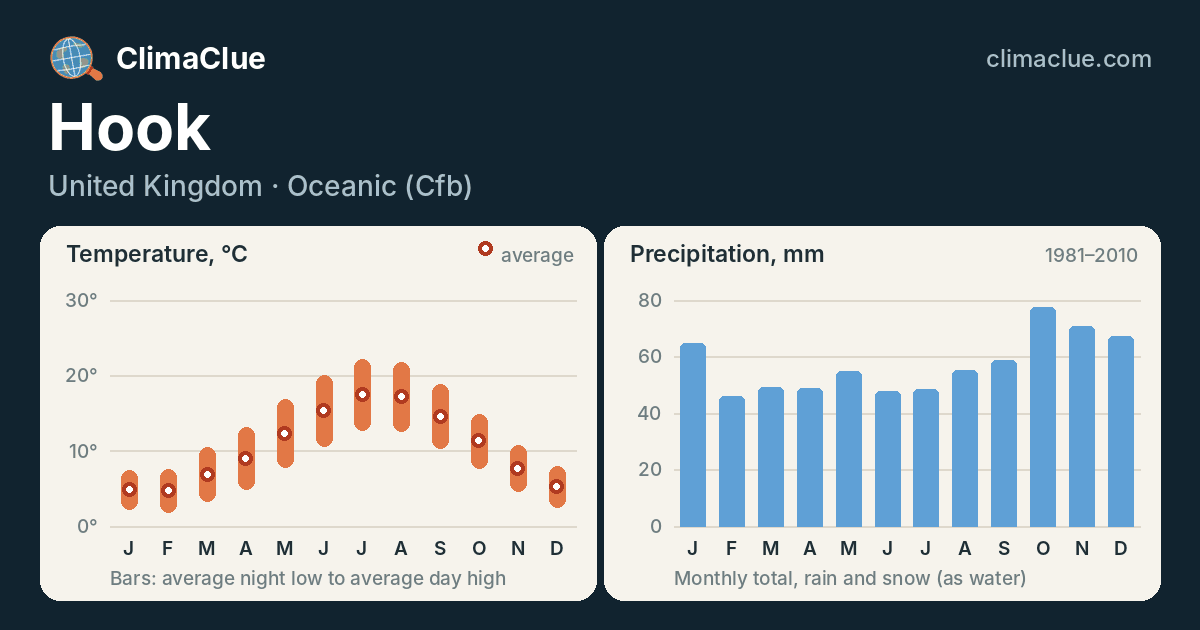 ClimaClue
climaclue.com
Hook
United Kingdom · Oceanic (Cfb)
Temperature, °C
average
30°
20°
10°
0°
J F M A M J J A S O N D
Bars: average night low to average day high
Precipitation, mm
1981–2010
80
60
40
20
0
J F M A M J J A S O N D
Monthly total, rain and snow (as water)